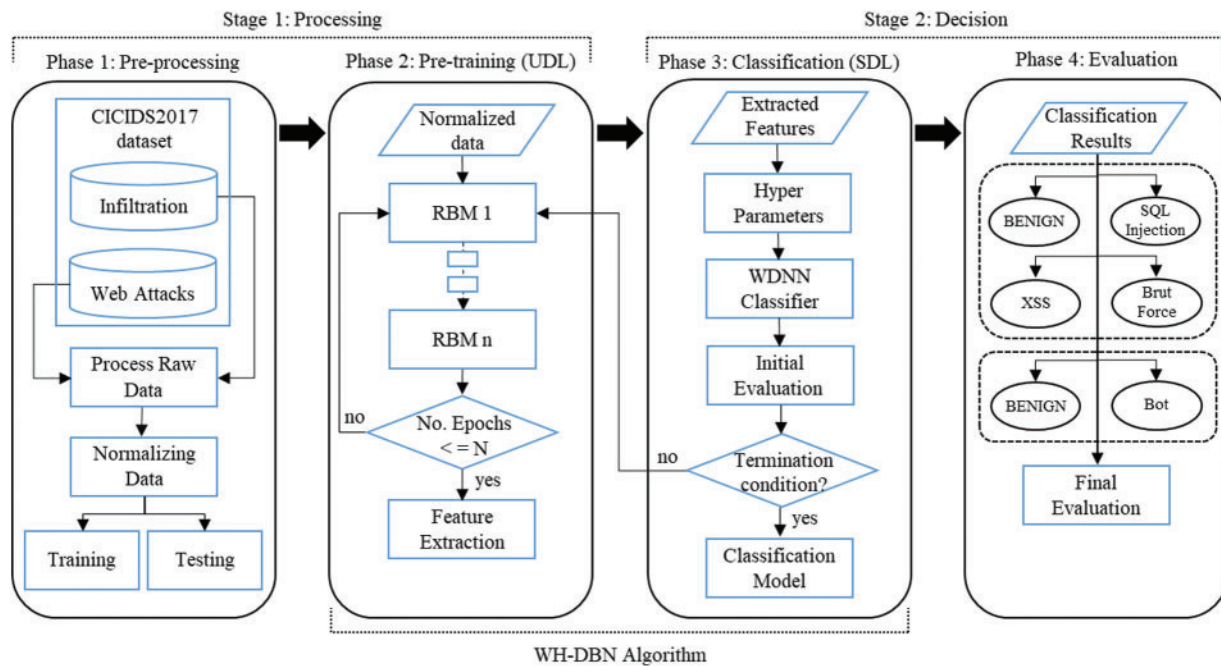 Stage 1: Processing
Stage 2: Decision
Phase 1: Pre-processing
Phase 2: Pre-training (UDL)
Phase 3: Classification (SDL)
Phase 4: Evaluation
CICIDS2017
dataset
Infiltration
Web Attacks
Process Raw
Data
Normalizing
Data
Training
Testing
Normalized
data
RBM 1
RBM n
no
No. Epochs
< = N
yes
Feature
Extraction
Extracted
Features
Hyper
Parameters
WDNN
Classifier
Initial
Evaluation
no
Termination
condition?
yes
Classification
Model
Classification
Results
BENIGN
SQL
Injection
XSS
Brut
Force
BENIGN
Bot
Final
Evaluation
WH-DBN Algorithm